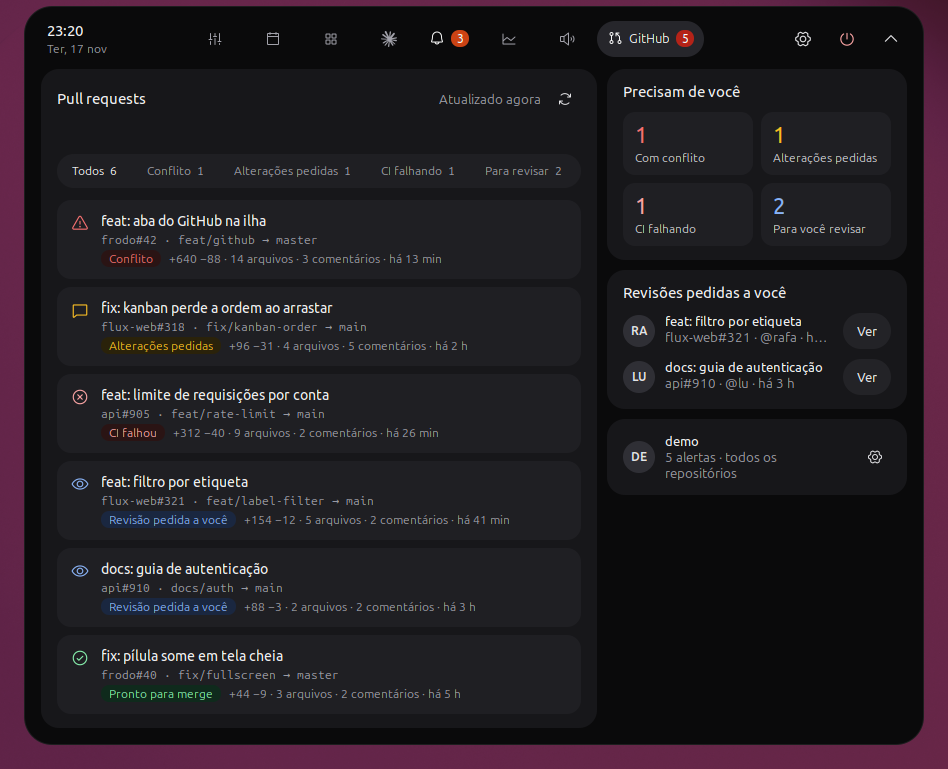 23:20
Ter, 17 nov
3
GitHub 5
Pull requests
Atualizado agora
Todos 6 Conflito 1 Alterações pedidas 1 CI falhando 1 Para revisar 2
feat: aba do GitHub na ilha
frodo#42 · feat/github → master
Conflito +640 −88 · 14 arquivos · 3 comentários · há 13 min
fix: kanban perde a ordem ao arrastar
flux-web#318 · fix/kanban-order → main
Alterações pedidas +96 −31 · 4 arquivos · 5 comentários · há 2 h
feat: limite de requisições por conta
api#905 · feat/rate-limit → main
CI falhou +312 −40 · 9 arquivos · 2 comentários · há 26 min
feat: filtro por etiqueta
flux-web#321 · feat/label-filter → main
Revisão pedida a você +154 −12 · 5 arquivos · 2 comentários · há 41 min
docs: guia de autenticação
api#910 · docs/auth → main
Revisão pedida a você +88 −3 · 2 arquivos · 2 comentários · há 3 h
fix: pílula some em tela cheia
frodo#40 · fix/fullscreen → master
Pronto para merge +44 −9 · 3 arquivos · 2 comentários · há 5 h
Precisam de você
1
Com conflito
1
Alterações pedidas
1
CI falhando
2
Para você revisar
Revisões pedidas a você
RA
feat: filtro por etiqueta
flux-web#321 · @rafa · h…
Ver
LU
docs: guia de autenticação
api#910 · @lu · há 3 h
Ver
DE
demo
5 alertas · todos os
repositórios